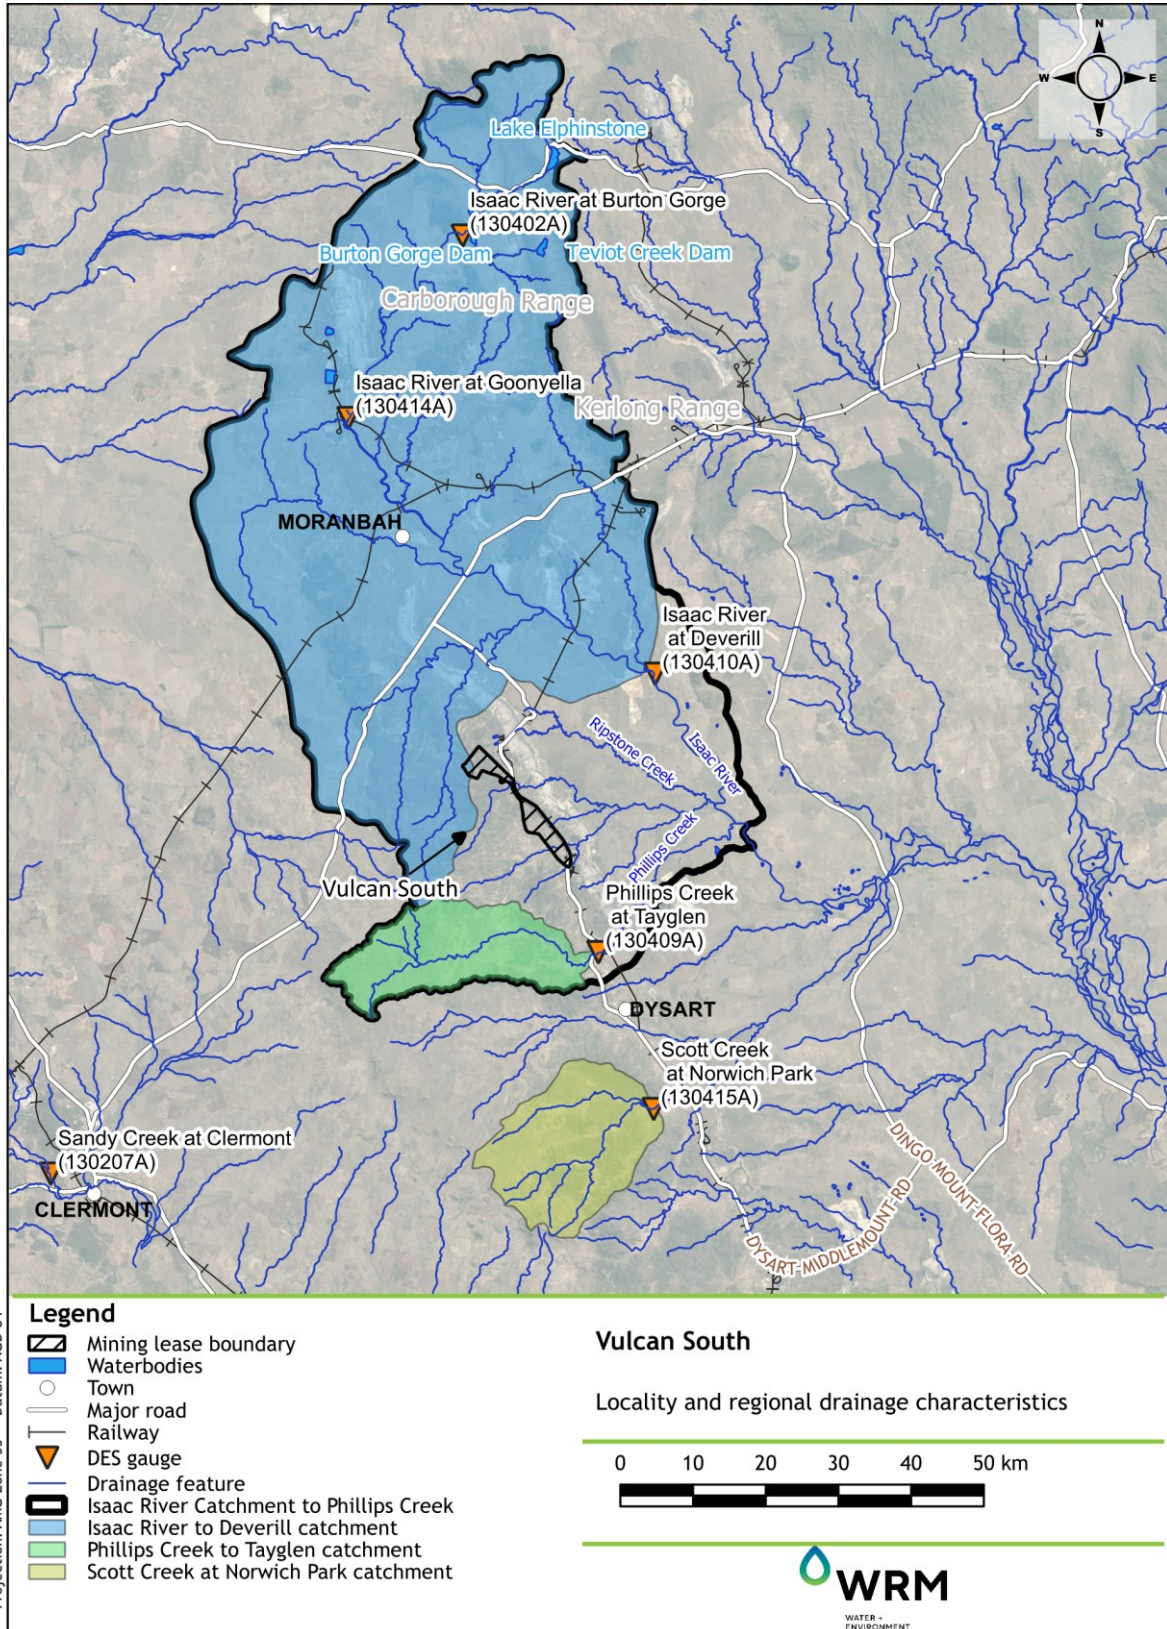 N
W
E
S
Lake Elphinstone
Isaac River at Burton Gorge
(130402A)
Burton Gorge Dam
Teviot Creek Dam
Carborough Range
Isaac River at Goonyella
(130414A)
Kerlong Range
MORANBAH
Isaac River
at Deverill
(130410A)
Ripstone Creek
Isaac River
Phillips Creek
Vulcan South
Phillips Creek
at Tayglen
(130409A)
DYSART
Scott Creek
at Norwich Park
(130415A)
Sandy Creek at Clermont
(130207A)
CLERMONT
DINGO MOUNT FLORA RD
DYSART-MIDDLEMOUNT RD
Legend
Mining lease boundary
Waterbodies
Town
Major road
Railway
DES gauge
Drainage feature
Isaac River Catchment to Phillips Creek
Isaac River to Deverill catchment
Phillips Creek to Tayglen catchment
Scott Creek at Norwich Park catchment
Vulcan South
Locality and regional drainage characteristics
0 10 20 30 40 50 km
WRM
WATER +
ENVIRONMENT